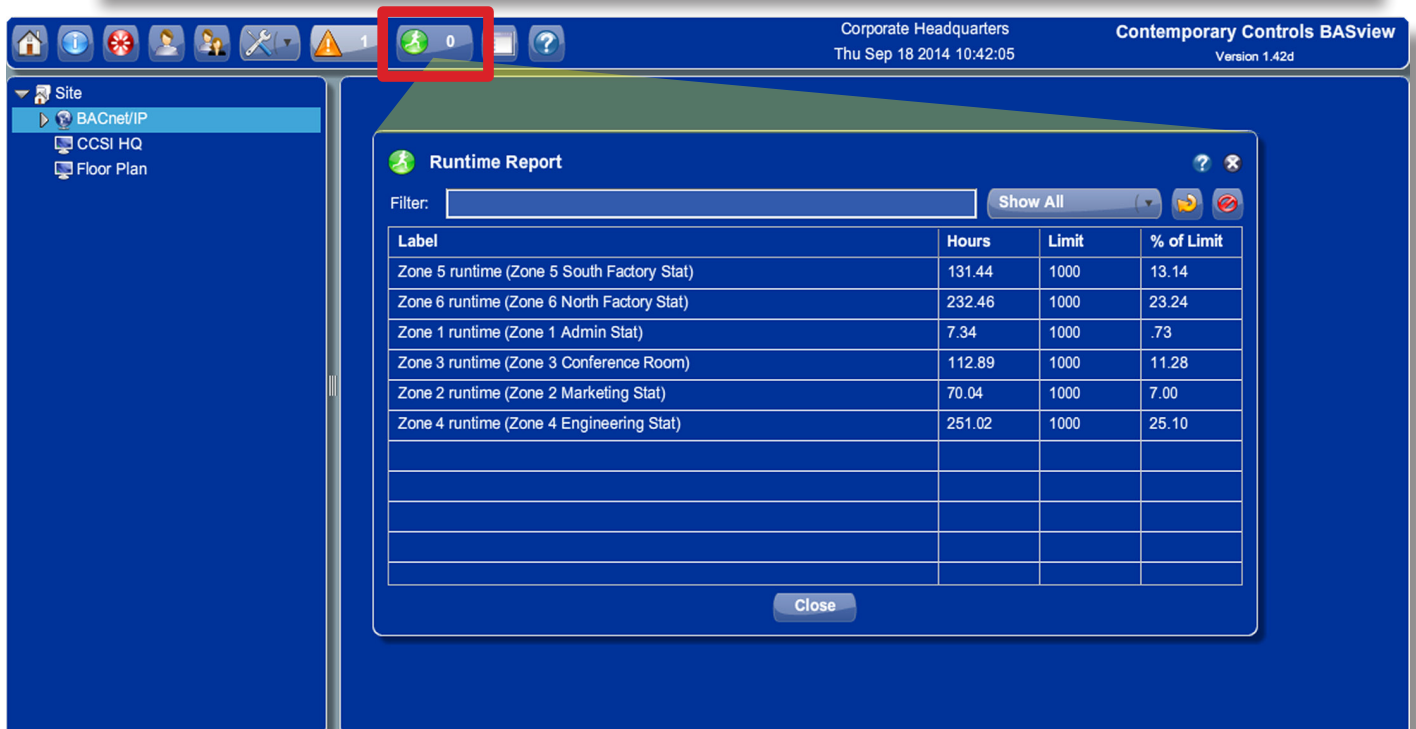 1
0
Corporate Headquarters
Thu Sep 18 2014 10:42:05
Contemporary Controls BASview
Version 1.42d
Site
BACnet/IP
CCSI HQ
Floor Plan
Runtime Report
Filter:
Show All
Label Hours Limit % of Limit
Zone 5 runtime (Zone 5 South Factory Stat) 131.44 1000 13.14
Zone 6 runtime (Zone 6 North Factory Stat) 232.46 1000 23.24
Zone 1 runtime (Zone 1 Admin Stat) 7.34 1000 .73
Zone 3 runtime (Zone 3 Conference Room) 112.89 1000 11.28
Zone 2 runtime (Zone 2 Marketing Stat) 70.04 1000 7.00
Zone 4 runtime (Zone 4 Engineering Stat) 251.02 1000 25.10
Close